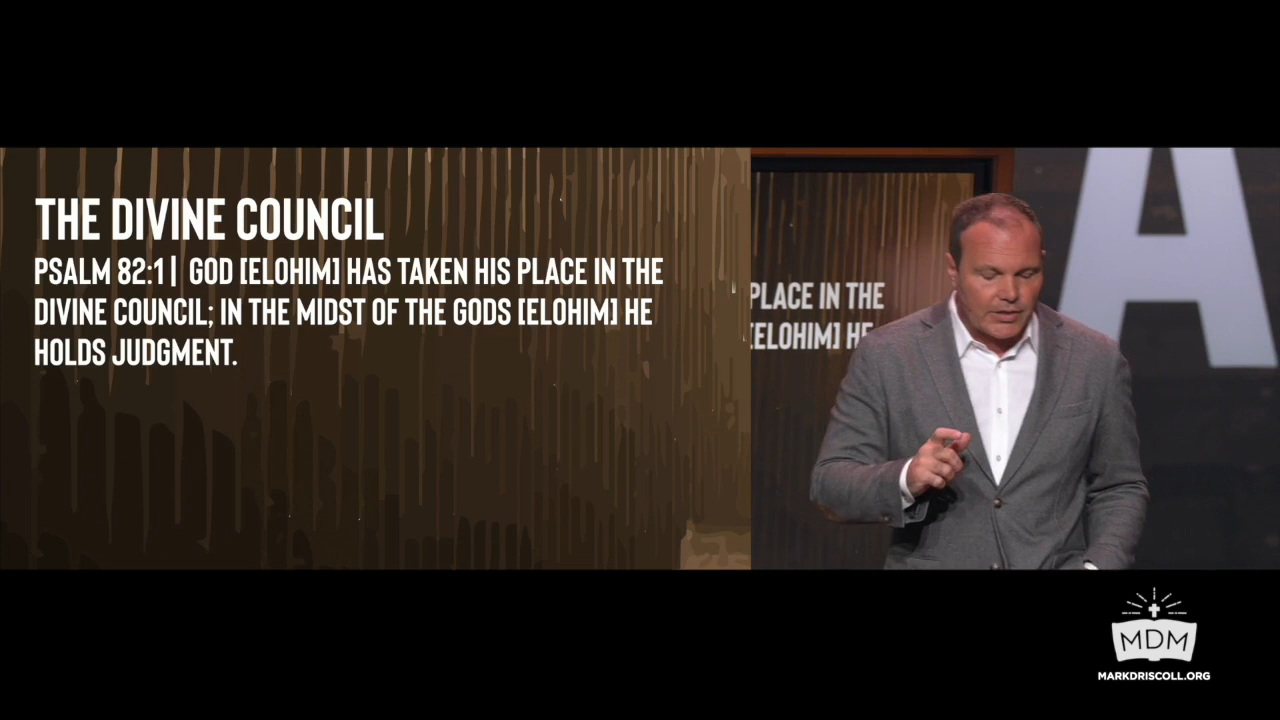 THE DIVINE COUNCIL
PSALM 82:1 | GOD [ELOHIM] HAS TAKEN HIS PLACE IN THE
DIVINE COUNCIL; IN THE MIDST OF THE GODS [ELOHIM] HE
HOLDS JUDGMENT.
PLACE IN THE
[ELOHIM] HE
A
MDM
MARKDRISCOLL.ORG